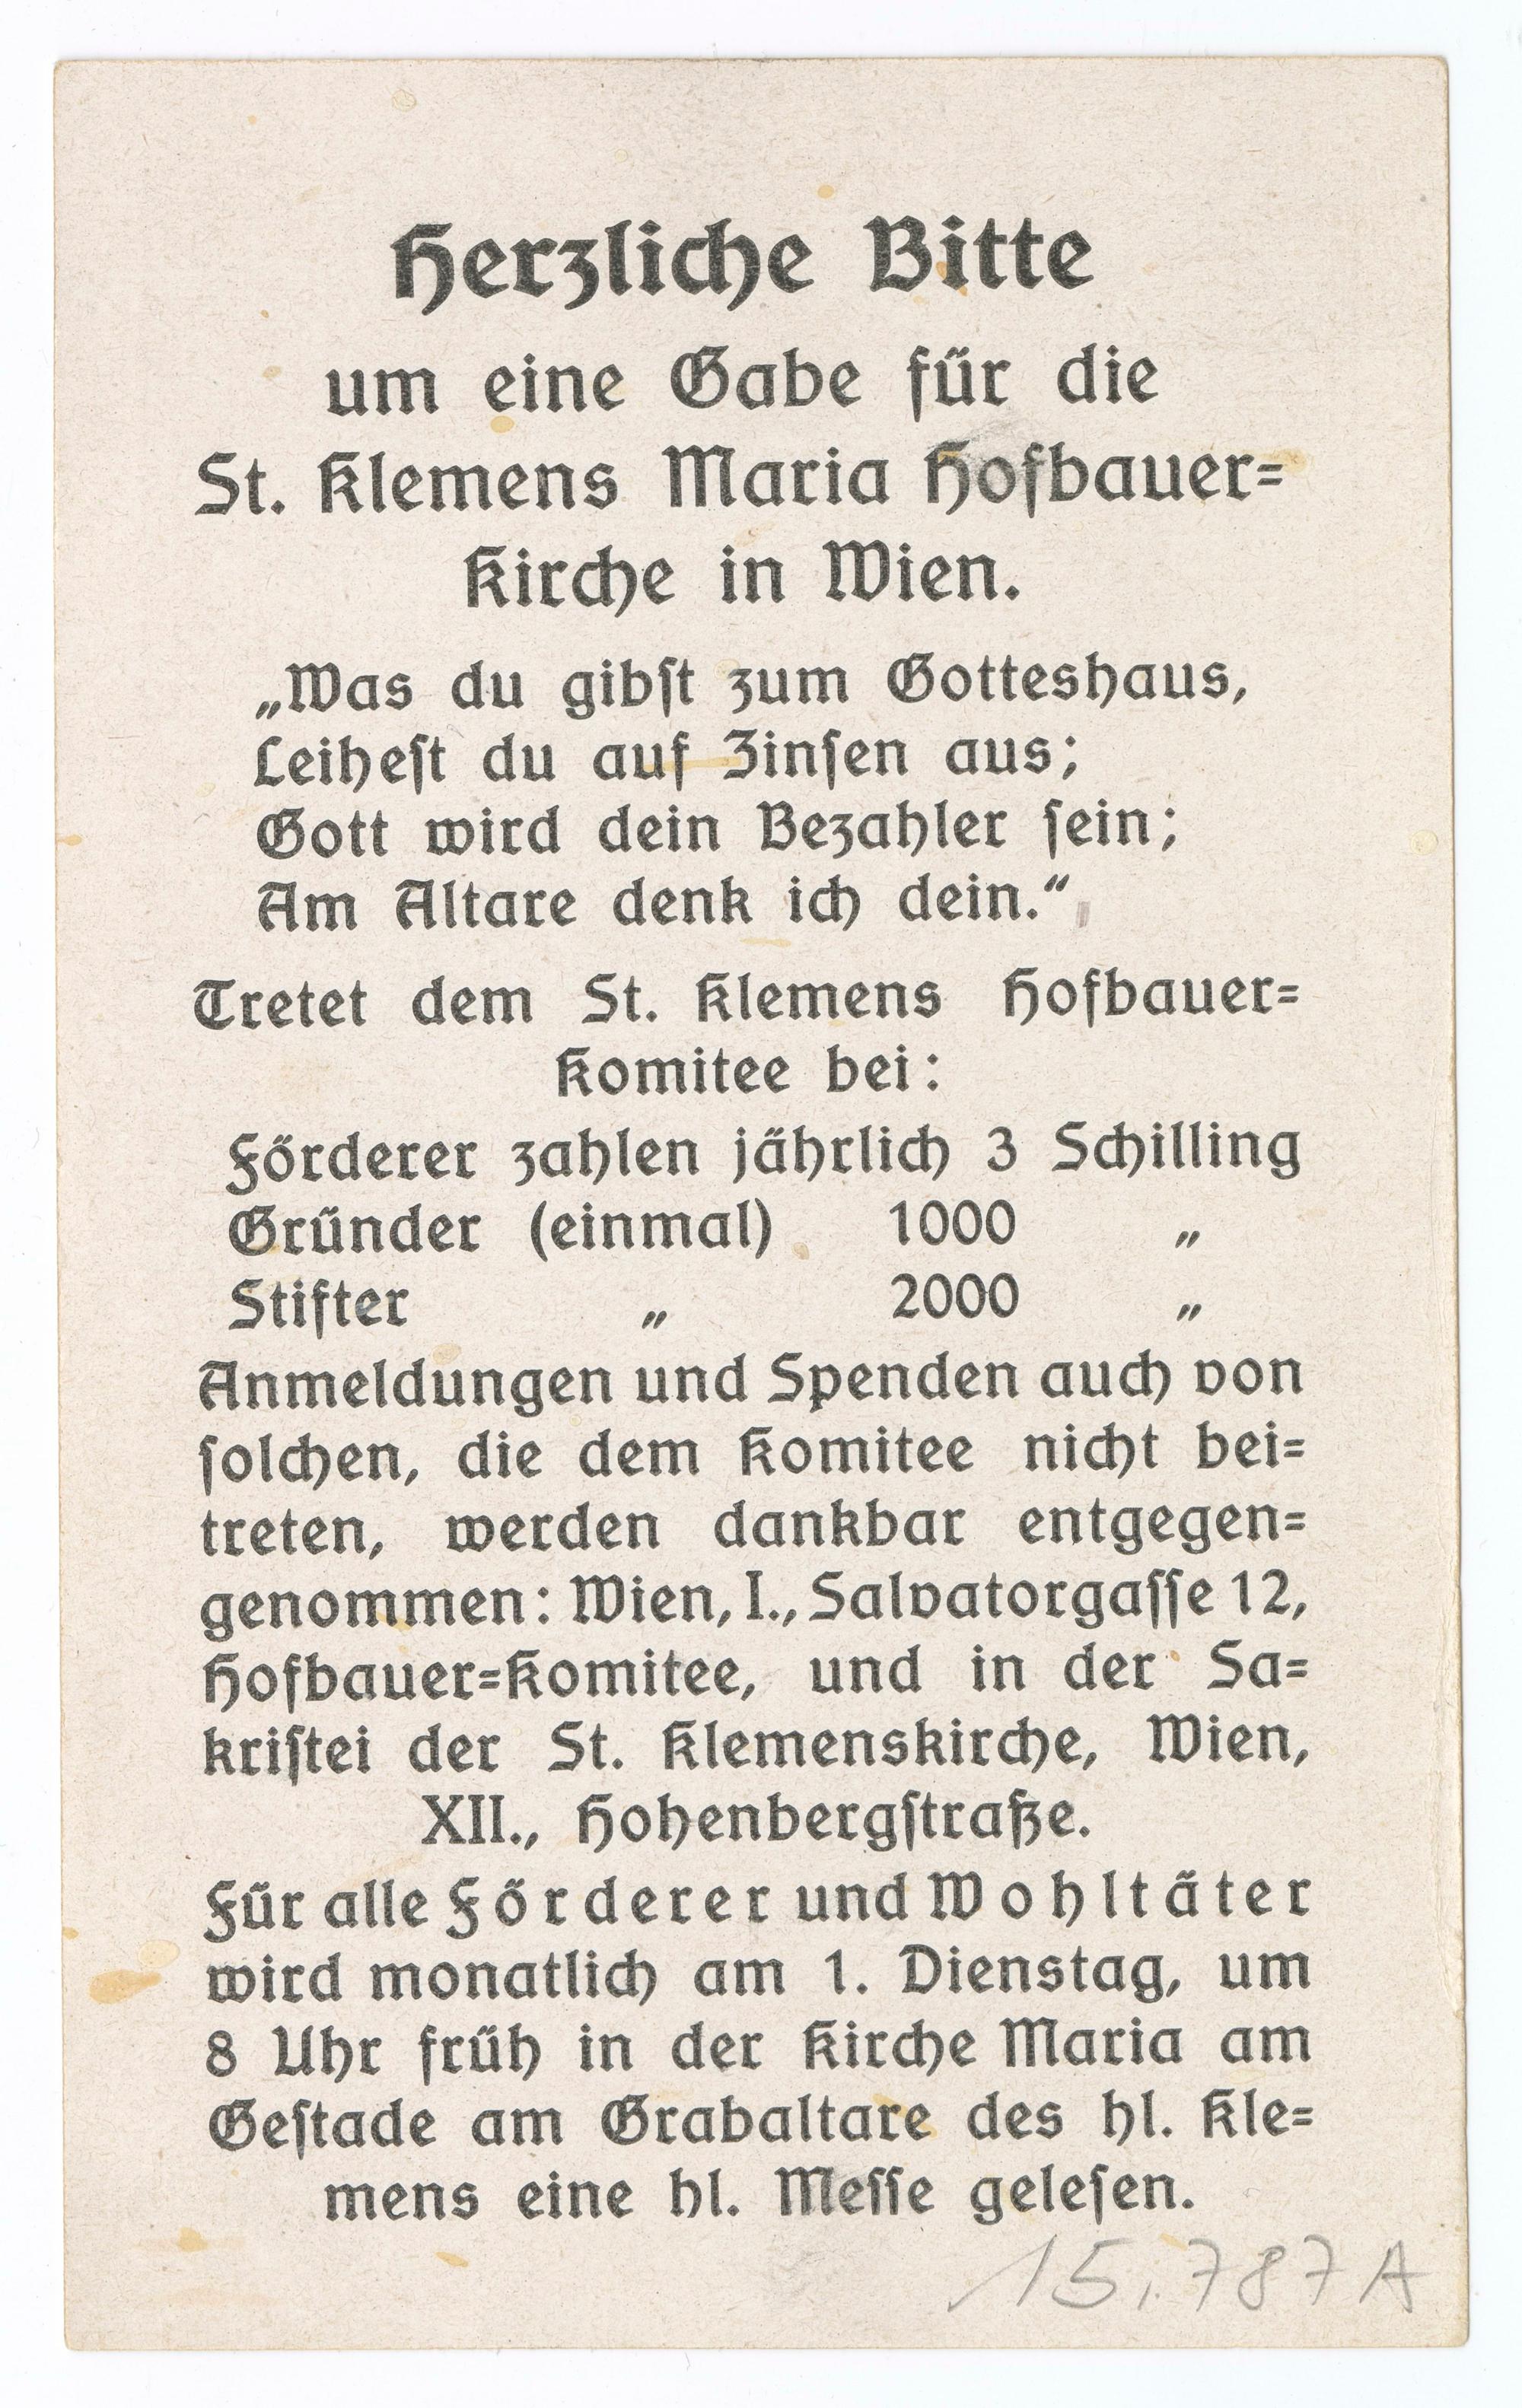 Herzliche Bitte
um eine Gabe für die
St. Klemens Maria Hofbauer=
Kirche in Wien.
„Was du gibſt zum Gotteshaus,
Leiheſt du auf Zinſen aus;
Gott wird dein Bezahler ſein;
Am Altare denk ich dein.“
Tretet dem St. Klemens Hofbauer=
Komitee bei:
Förderer zahlen jährlich 3 Schilling
Gründer (einmal) 1000 „
Stifter „ 2000 „
Anmeldungen und Spenden auch von
ſolchen, die dem Komitee nicht bei=
treten, werden dankbar entgegen=
genommen: Wien, I., Salvatorgaſſe 12,
Hofbauer=Komitee, und in der Sa=
kriſtei der St. Klemenskirche, Wien,
XII., Hohenbergſtraße.
Für alle Förderer und Wohltäter
wird monatlich am 1. Dienstag, um
8 Uhr früh in der Kirche Maria am
Geſtade am Grabaltare des hl. Kle=
mens eine hl. Meſſe geleſen.
15.787A